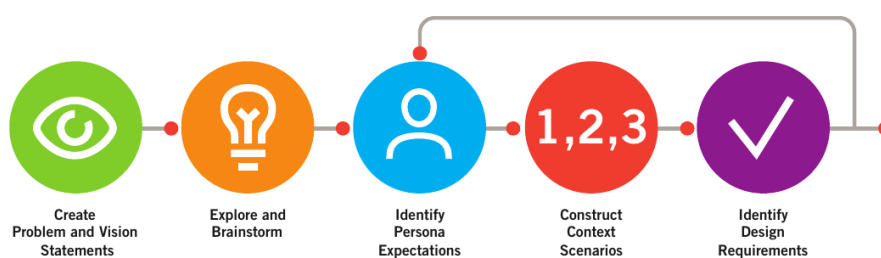 1,2,3
Create
Problem and Vision
Statements
Explore and
Brainstorm
Identify
Persona
Expectations
Construct
Context
Scenarios
Identify
Design
Requirements